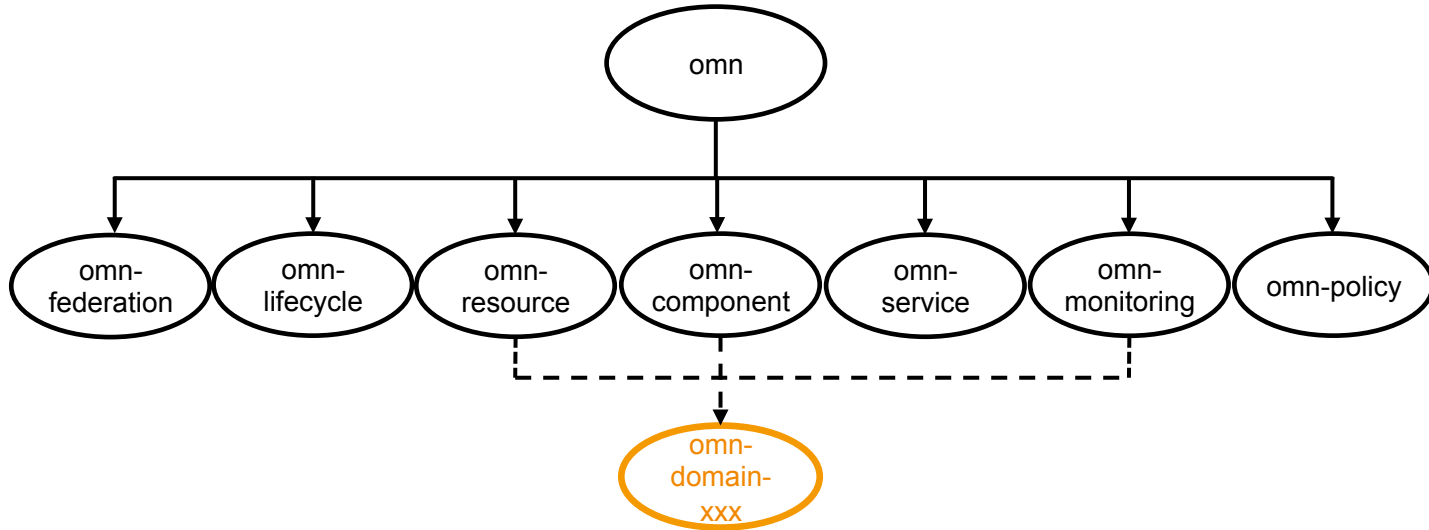 omn
omn-
federation
omn-
lifecycle
omn-
resource
omn-
component
omn-
service
omn-
monitoring
omn-policy
omn-
domain-
xxx